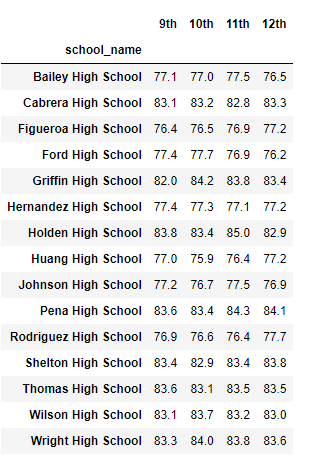 9th 10th 11th 12th
school_name
Bailey High School 77.1 77.0 77.5 76.5
Cabrera High School 83.1 83.2 82.8 83.3
Figueroa High School 76.4 76.5 76.9 77.2
Ford High School 77.4 77.7 76.9 76.2
Griffin High School 82.0 84.2 83.8 83.4
Hernandez High School 77.4 77.3 77.1 77.2
Holden High School 83.8 83.4 85.0 82.9
Huang High School 77.0 75.9 76.4 77.2
Johnson High School 77.2 76.7 77.5 76.9
Pena High School 83.6 83.4 84.3 84.1
Rodriguez High School 76.9 76.6 76.4 77.7
Shelton High School 83.4 82.9 83.4 83.8
Thomas High School 83.6 83.1 83.5 83.5
Wilson High School 83.1 83.7 83.2 83.0
Wright High School 83.3 84.0 83.8 83.6